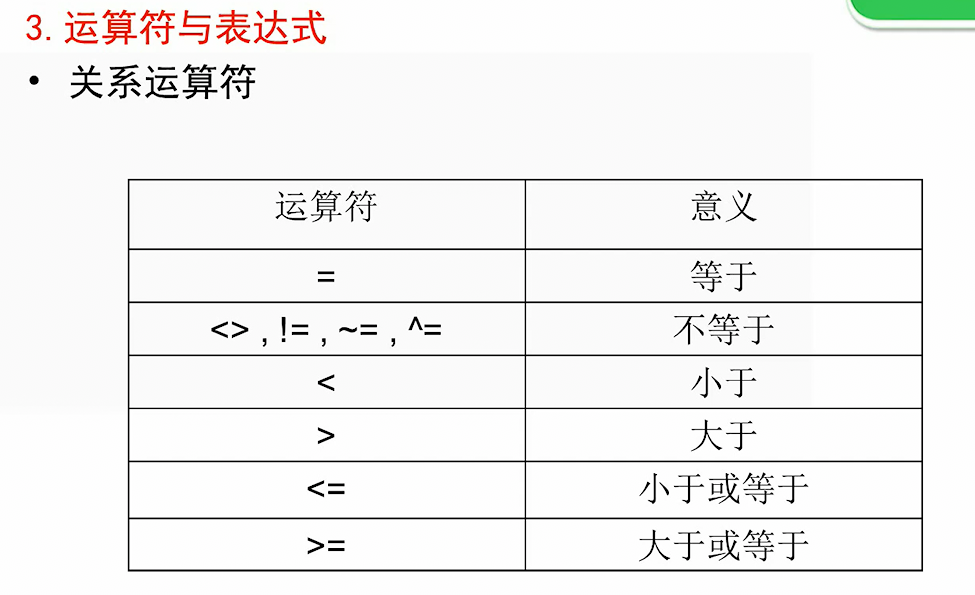 3. 运算符与表达式
• 关系运算符
运算符 意义
= 等于
<> , != , ~= , ^= 不等于
< 小于
> 大于
<= 小于或等于
>= 大于或等于